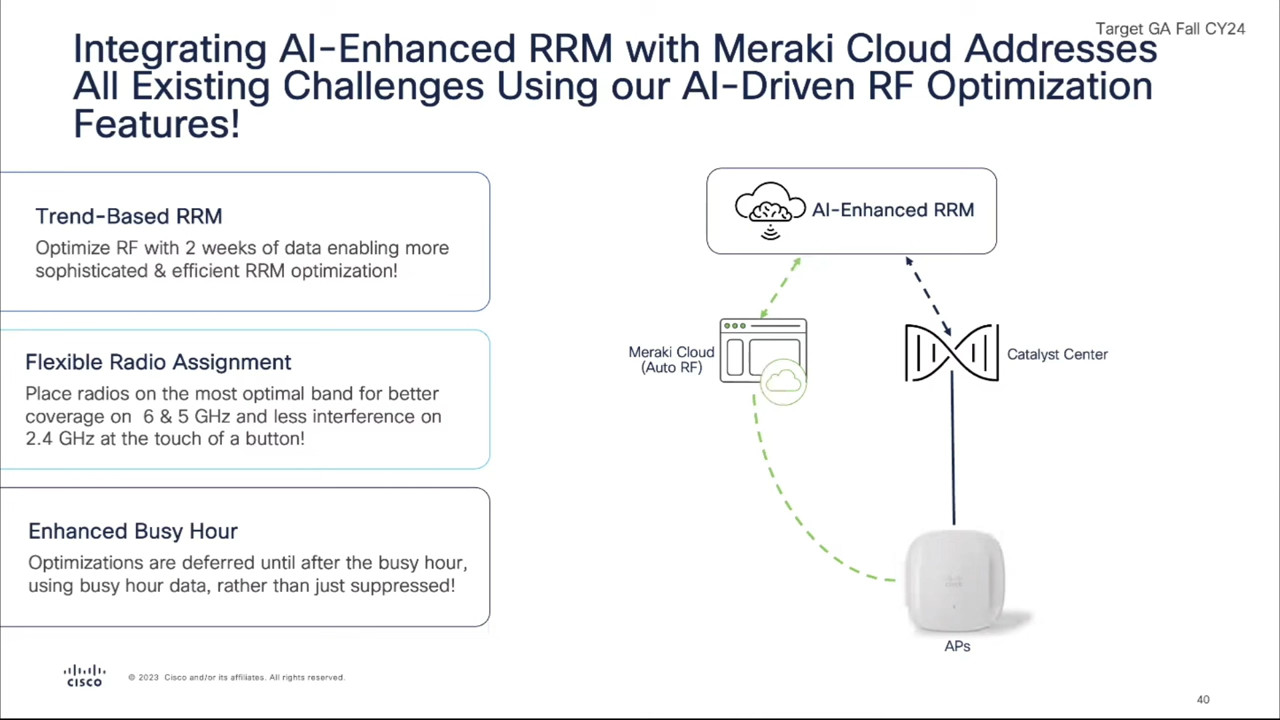 Target GA Fall CY24
Integrating AI-Enhanced RRM with Meraki Cloud Addresses
All Existing Challenges Using our AI-Driven RF Optimization
Features!
Trend-Based RRM
Optimize RF with 2 weeks of data enabling more
sophisticated & efficient RRM optimization!
Flexible Radio Assignment
Place radios on the most optimal band for better
coverage on 6 & 5 GHz and less interference on
2.4 GHz at the touch of a button!
Enhanced Busy Hour
Optimizations are deferred until after the busy hour,
using busy hour data, rather than just suppressed!
AI-Enhanced RRM
Meraki Cloud
(Auto RF)
Catalyst Center
APs
CISCO
© 2023 Cisco and/or its affiliates. All rights reserved.
40